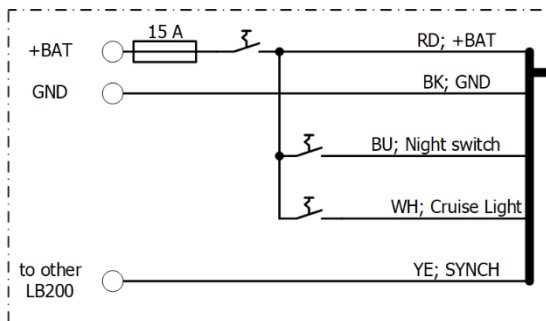 15 A
+BAT
RD; +BAT
GND
BK; GND
BU; Night switch
WH; Cruise Light
to other
LB200
YE; SYNCH